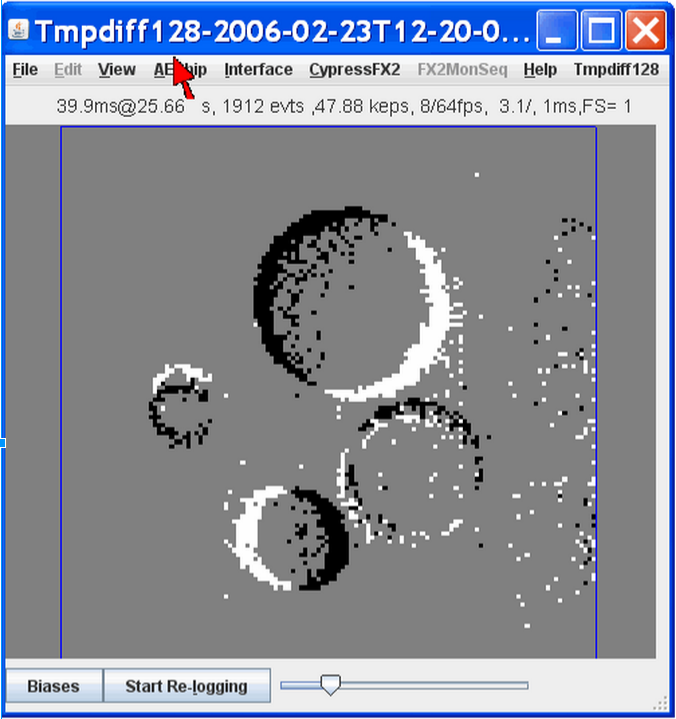 Tmpdiff128-2006-02-23T12-20-0...
File Edit View Interface CypressFX2 FX2MonSeq Help Tmpdiff128
39.9ms@25.66 s, 1912 evts ,47.88 keps, 8/64fps, 3.1/, 1ms,FS= 1
Biases Start Re-logging